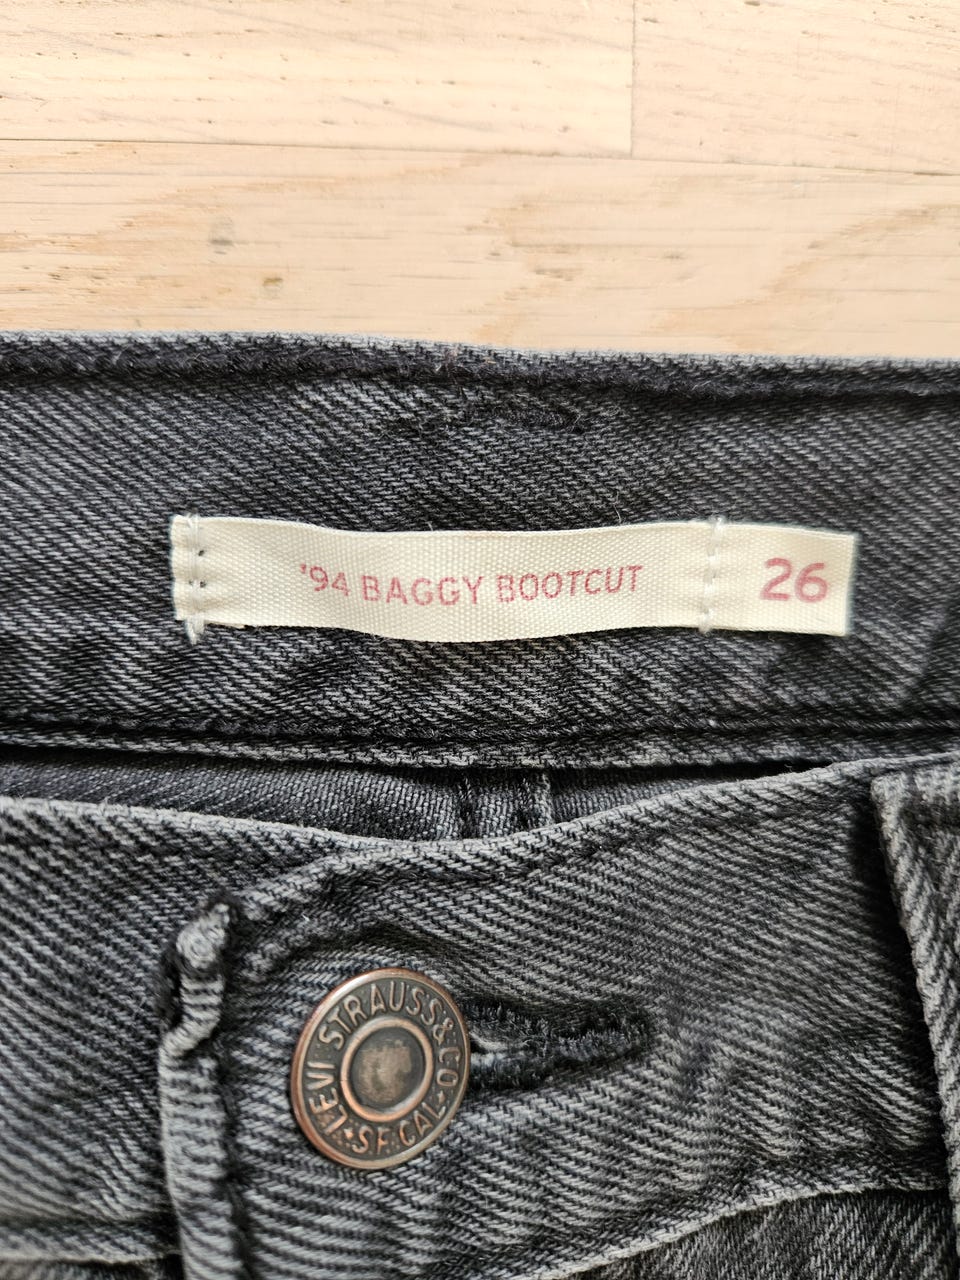 '94 BAGGY BOOTCUT 26
LEVI STRAUSS & CO
S.F. CAL